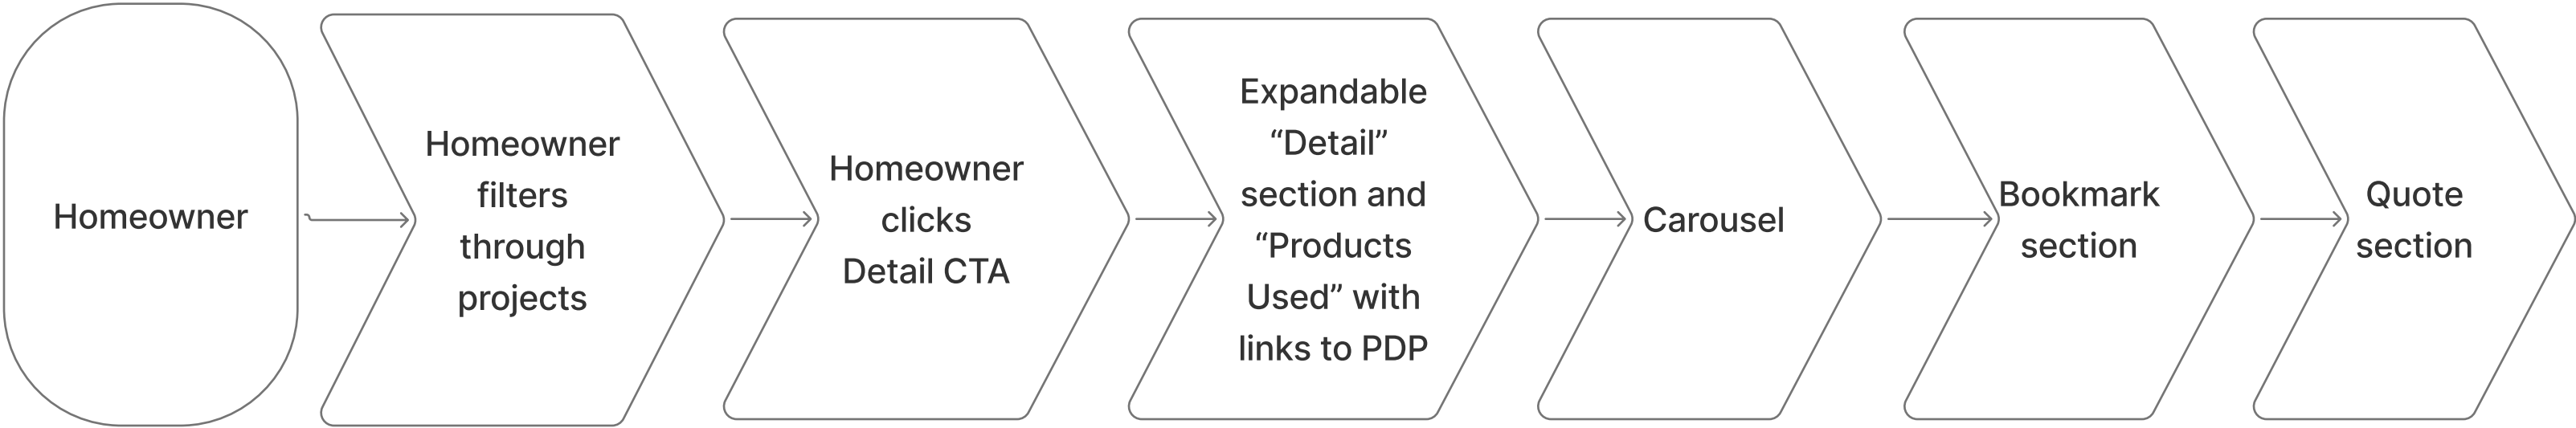 Homeowner
Homeowner
filters
through
projects
Homeowner
clicks
Detail CTA
Expandable
“Detail”
section and
“Products
Used” with
links to PDP
Carousel
Bookmark
section
Quote
section